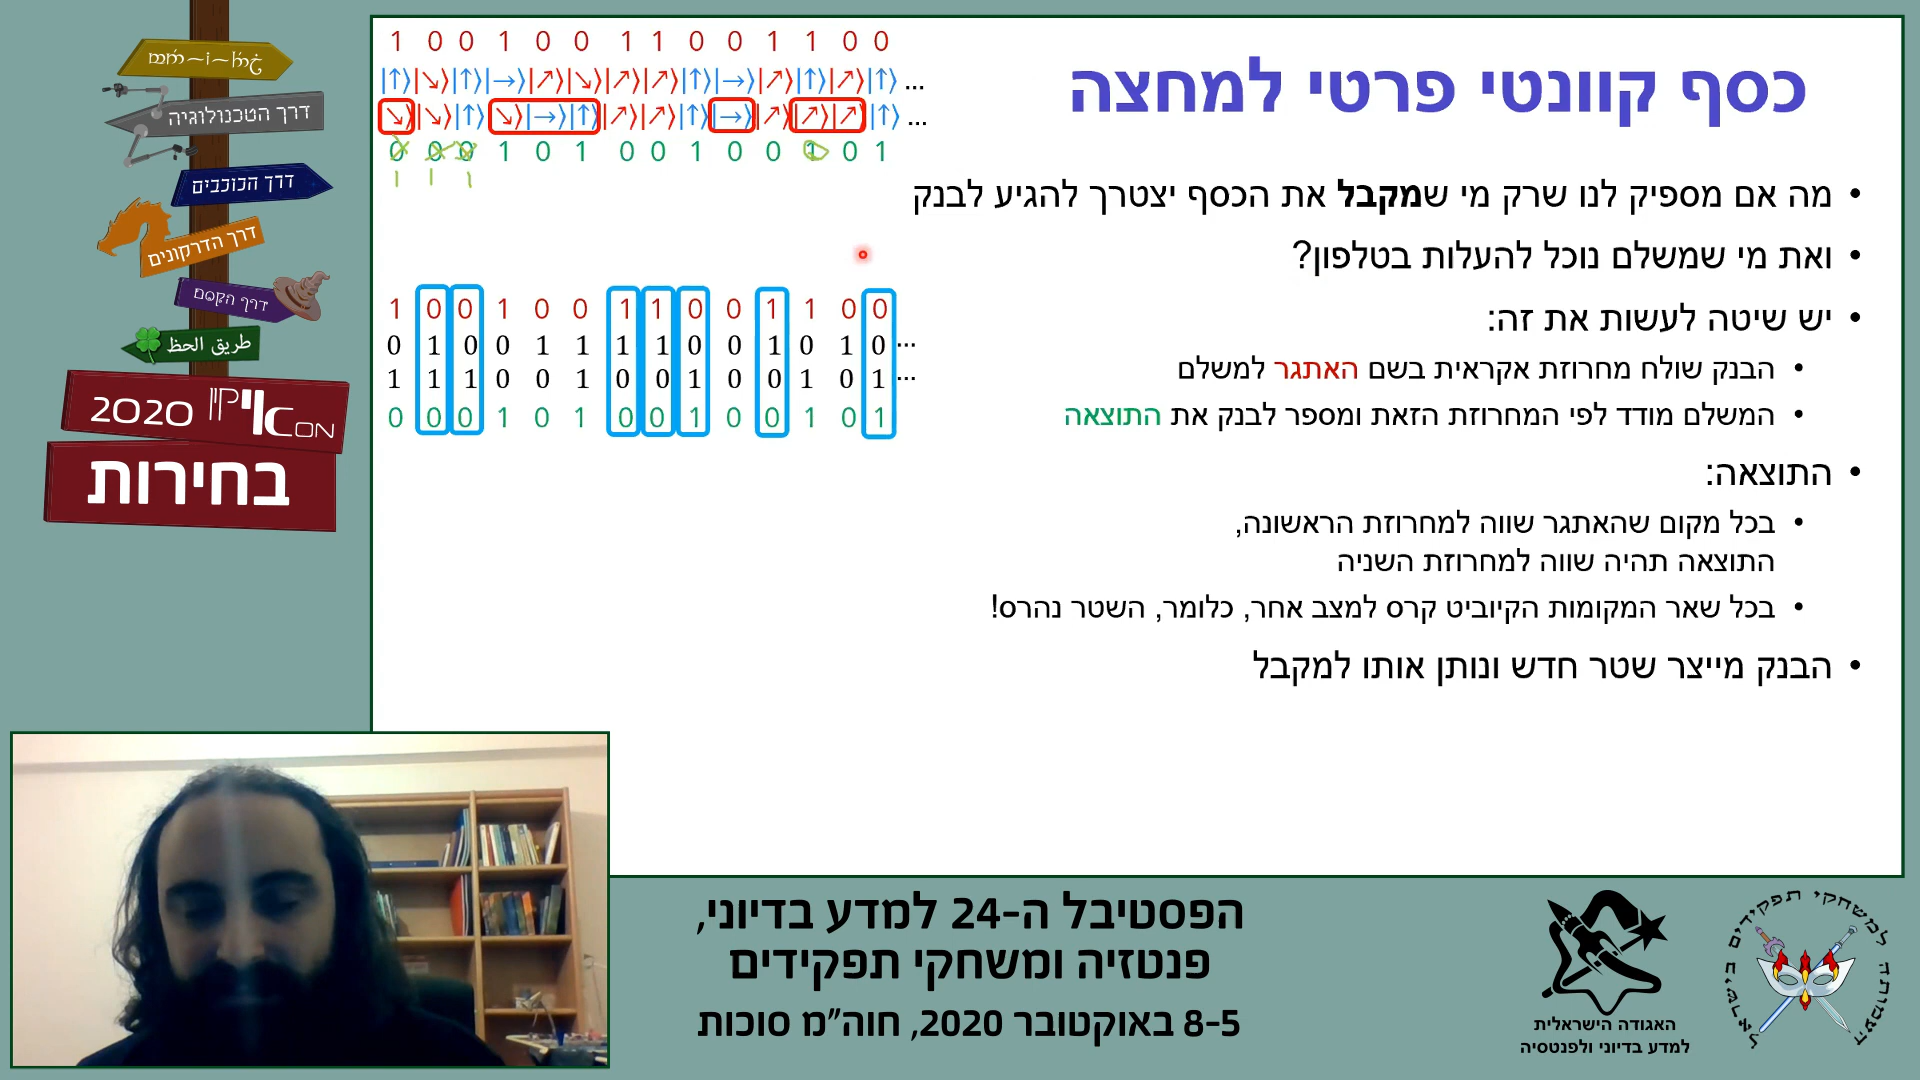 כסף קוונטי פרטי למחצה
1 0 0 1 0 0 1 1 0 0 1 1 0 0
|↑⟩|↘⟩|↑⟩|→⟩|↗⟩|↘⟩|↗⟩|↗⟩|↑⟩|→⟩|↗⟩|↑⟩|↗⟩|↑⟩ ...
|↘⟩|↘⟩|↑⟩|↘⟩|→⟩|↑⟩|↗⟩|↗⟩|↑⟩|→⟩|↗⟩|↗⟩|↗⟩|↑⟩ ...
0 0 0 1 0 1 0 0 1 0 0 1 0 1
1 1 1
• מה אם מספיק לנו שרק מי שמקבל את הכסף יצטרך להגיע לבנק
• ואת מי שמשלם נוכל להעלות בטלפון?
• יש שיטה לעשות את זה:
• הבנק שולח מחרוזת אקראית בשם האתגר למשלם
• המשלם מודד לפי המחרוזת הזאת ומספר לבנק את התוצאה
• התוצאה:
• בכל מקום שהאתגר שווה למחרוזת הראשונה,
התוצאה תהיה שווה למחרוזת השניה
• בכל שאר המקומות הקיוביט קרס למצב אחר, כלומר, השטר נהרס!
• הבנק מייצר שטר חדש ונותן אותו למקבל
1 0 0 1 0 0 1 1 0 0 1 1 0 0
0 1 0 0 1 1 1 1 0 0 1 0 1 0 ...
1 1 1 0 0 1 0 0 1 0 0 1 0 1 ...
0 0 0 1 0 1 0 0 1 0 0 1 0 1
דרך הטכנולוגיה
דרך הכוכבים
דרך הדרקונים
דרך הקסם
طريق الحظ
2020 אייקון ICON
בחירות
הפסטיבל ה-24 למדע בדיוני,
פנטזיה ומשחקי תפקידים
5-8 באוקטובר 2020, חוה"מ סוכות
האגודה הישראלית
למדע בדיוני ולפנטסיה
העמותה למשחקי תפקידים בישראל